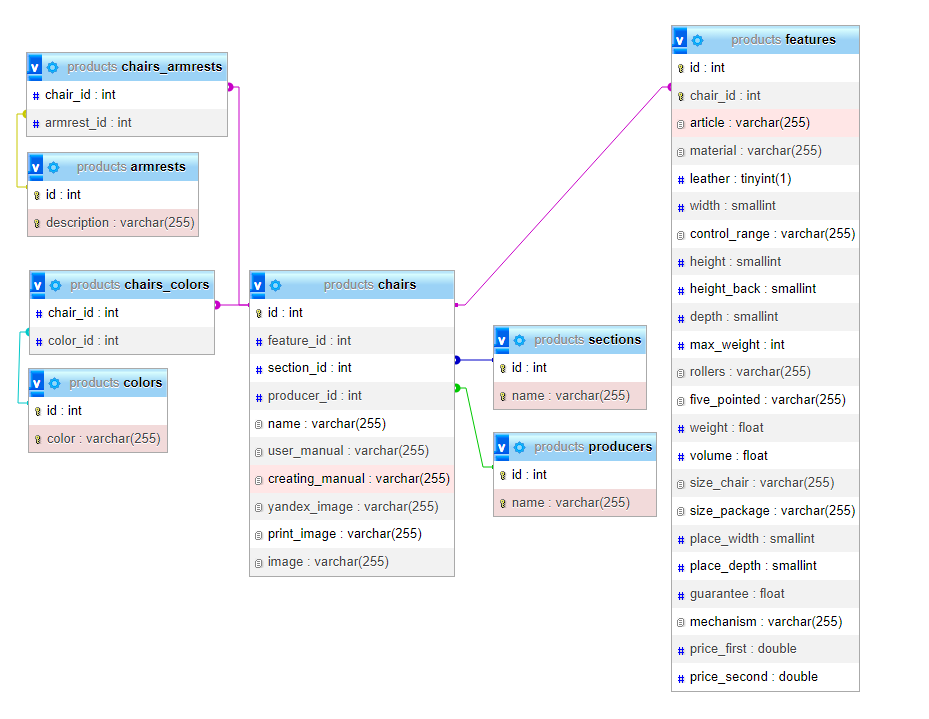 v products chairs_armrests
# chair_id : int
# armrest_id : int
v products armrests
id : int
description : varchar(255)
v products chairs_colors
# chair_id : int
# color_id : int
v products colors
id : int
color : varchar(255)
v products chairs
id : int
# feature_id : int
# section_id : int
# producer_id : int
name : varchar(255)
user_manual : varchar(255)
creating_manual : varchar(255)
yandex_image : varchar(255)
print_image : varchar(255)
image : varchar(255)
v products sections
id : int
name : varchar(255)
v products producers
id : int
name : varchar(255)
v products features
id : int
chair_id : int
article : varchar(255)
material : varchar(255)
# leather : tinyint(1)
# width : smallint
control_range : varchar(255)
# height : smallint
# height_back : smallint
# depth : smallint
# max_weight : int
rollers : varchar(255)
five_pointed : varchar(255)
# weight : float
# volume : float
size_chair : varchar(255)
size_package : varchar(255)
# place_width : smallint
# place_depth : smallint
# guarantee : float
mechanism : varchar(255)
# price_first : double
# price_second : double